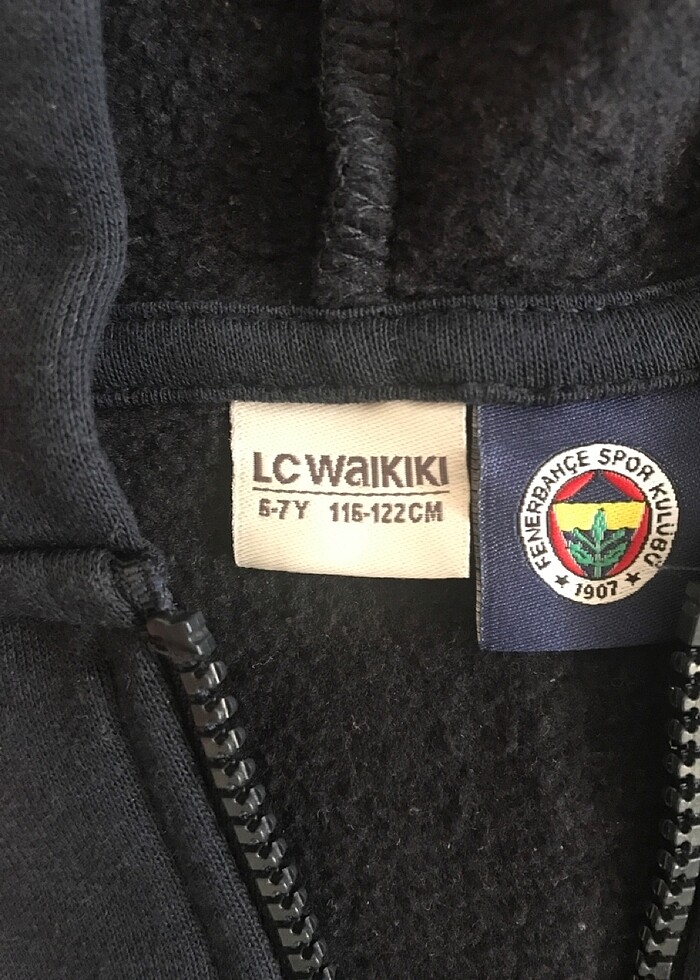 LC WaIKIKI
6-7Y 116-122CM
FENERBAHÇE SPOR KULÜBÜ
★ 1907 ★